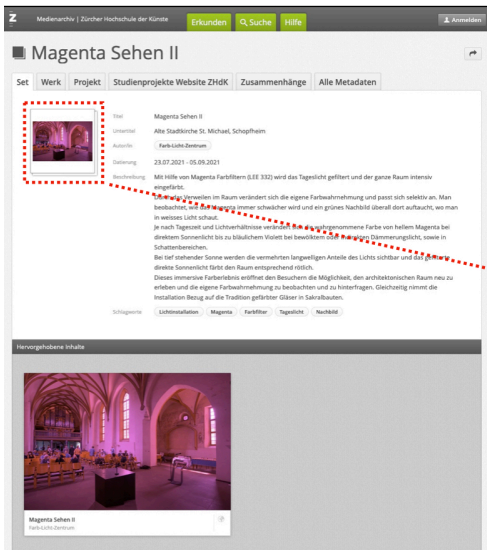 Z Medienarchiv | Zürcher Hochschule der Künste Erkunden Suche Hilfe Anmelden
Magenta Sehen II
Set Werk Projekt Studienprojekte Website ZHdK Zusammenhänge Alle Metadaten
Titel Magenta Sehen II
Untertitel Alte Stadtkirche St. Michael, Schopfheim
Autor/in Farb-Licht-Zentrum
Datierung 23.07.2021 - 05.09.2021
Beschreibung Mit Hilfe von Magenta Farbfiltern (LEE 332) wird das Tageslicht gefiltert und der ganze Raum intensiv
eingefärbt.
Durch das Verweilen im Raum verändert sich die eigene Farbwahrnehmung und passt sich selektiv an. Man
beobachtet, wie das Magenta immer schwächer wird und ein grünes Nachbild überall dort auftaucht, wo man
in weisses Licht schaut.
Je nach Tageszeit und Lichtverhältnisse verändert sich die wahrgenommene Farbe von hellem Magenta bei
direktem Sonnenlicht bis zu bläulichem Violett bei bewölktem oder indirekten Dämmerungslicht, sowie in
Schattenbereichen.
Bei tief stehender Sonne werden die vermehrten langwelligen Anteile des Lichts sichtbar und das gefilterte
direkte Sonnenlicht färbt den Raum entsprechend rötlich.
Dieses immersive Farberlebnis eröffnet den Besuchern die Möglichkeit, den architektonischen Raum neu zu
erleben und die eigene Farbwahrnehmung zu beobachten und zu hinterfragen. Gleichzeitig nimmt die
Installation Bezug auf die Tradition gefärbter Gläser in Sakralbauten.
Schlagworte Lichtinstallation Magenta Farbfilter Tageslicht Nachbild
Hervorgehobene Inhalte
Magenta Sehen II
Farb-Licht-Zentrum